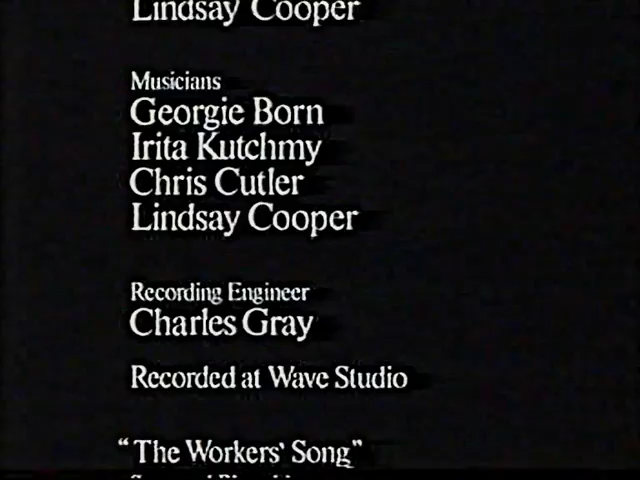 Lindsay Cooper
Musicians
Georgie Born
Irita Kutchmy
Chris Cutler
Lindsay Cooper
Recording Engineer
Charles Gray
Recorded at Wave Studio
"The Workers' Song"